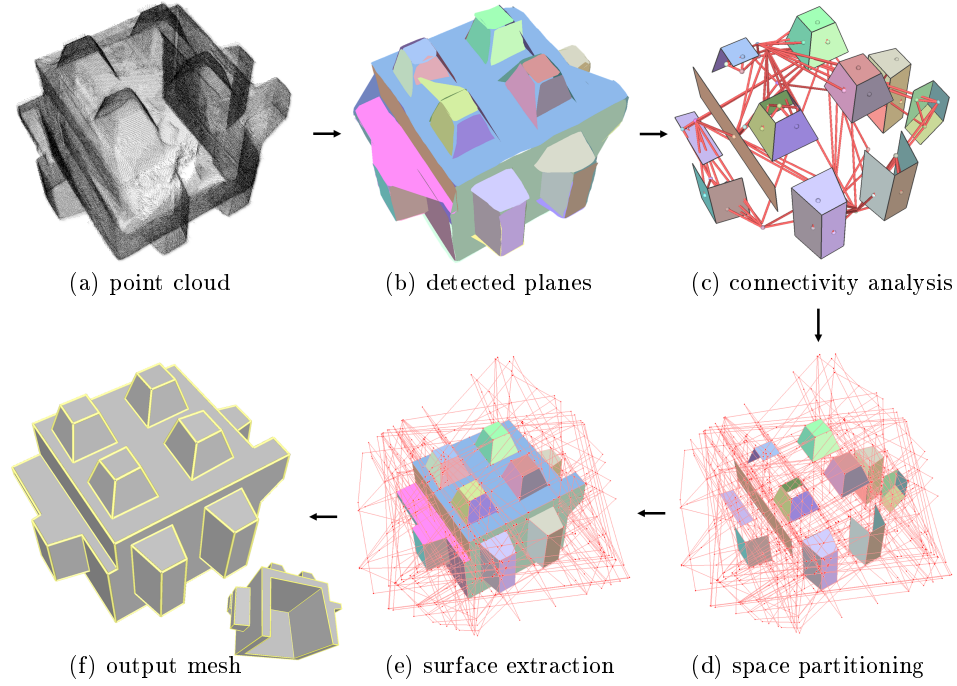 (a) point cloud
(b) detected planes
(c) connectivity analysis
(f) output mesh
(e) surface extraction
(d) space partitioning